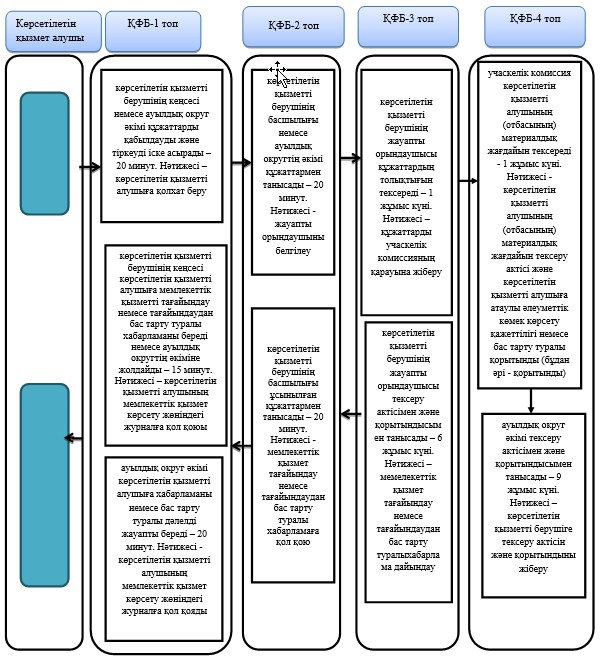 Көрсетілетін
қызмет алушы
ҚФБ-1 топ
ҚФБ-2 топ
ҚФБ-3 топ
ҚФБ-4 топ
көрсетілетін қызметті
берушінің кеңсесі
немесе ауылдық округ
әкімі құжаттарды
қабылдауды және
тіркеуді іске асырады –
20 минут. Нәтижесі –
көрсетілетін қызметті
алушыға қолхат беру
көрсетілетін қызметті
берушінің кеңсесі
көрсетілетін қызметті
алушыға мемлекеттік
қызметті тағайындау
немесе тағайындаудан
бас тарту туралы
хабарламаны береді
немесе ауылдық
округтің әкіміне
жолдайды – 15 минут.
Нәтижесі – көрсетілетін
қызметті алушының
мемлекеттік қызмет
көрсету жөніндегі
журналға қол қоюы
ауылдық округ әкімі
көрсетілетін қызметті
алушыға хабарламаны
немесе бас тарту
туралы дәлелді
жауапты береді – 20
минут. Нәтижесі -
көрсетілетін қызметті
алушының
мемлекеттік қызмет
көрсету жөніндегі
журналға қол қояды
көрсетілетін
қызметті
берушінің
басшылығы
немесе
ауылдық
округтің әкімі
құжаттармен
танысады – 20
минут.
Нәтижесі -
жауапты
орындаушыны
белгілеу
көрсетілетін
қызметті
берушінің
басшылығы
ұсынылған
құжаттармен
танысады – 20
минут.
Нәтижесі -
мемлекеттік
қызмет
тағайындау
немесе
тағайындаудан
бас тарту
туралы
хабарламаға
қол қою
көрсетілетін
қызметті
берушінің
жауапты
орындаушысы
құжаттардың
толықтығын
тексереді – 1
жұмыс күні.
Нәтижесі –
құжаттарды
учаскелік
комиссияның
қарауына жіберу
көрсетілетін
қызметті
берушінің
жауапты
орындаушысы
тексеру
актісімен және
қорытындысым
ен танысады – 6
жұмыс күні.
Нәтижесі –
мемелекеттік
қызмет
тағайындау
немесе
тағайындаудан
бас тарту
туралыхабарла
ма дайындау
учаскелік комиссия
көрсетілетін
қызметті
алушының
(отбасының)
материалдық
жағдайын тексереді
- 1 жұмыс күні.
Нәтижесі -
көрсетілетін
қызметті
алушының
(отбасының)
материалдық
жағдайын тексеру
актісі және
көрсетілетін
қызметті алушыға
атаулы әлеуметтік
көмек көрсету
қажеттілігі немесе
бас тарту туралы
қорытынды (бұдан
әрі - қорытынды)
ауылдық округ
әкімі тексеру
актісімен және
қорытындысымен
танысады – 9
жұмыс күні.
Нәтижесі –
көрсетілетін
қызметті берушіге
тексеру актісін
және қорытындыны
жіберу